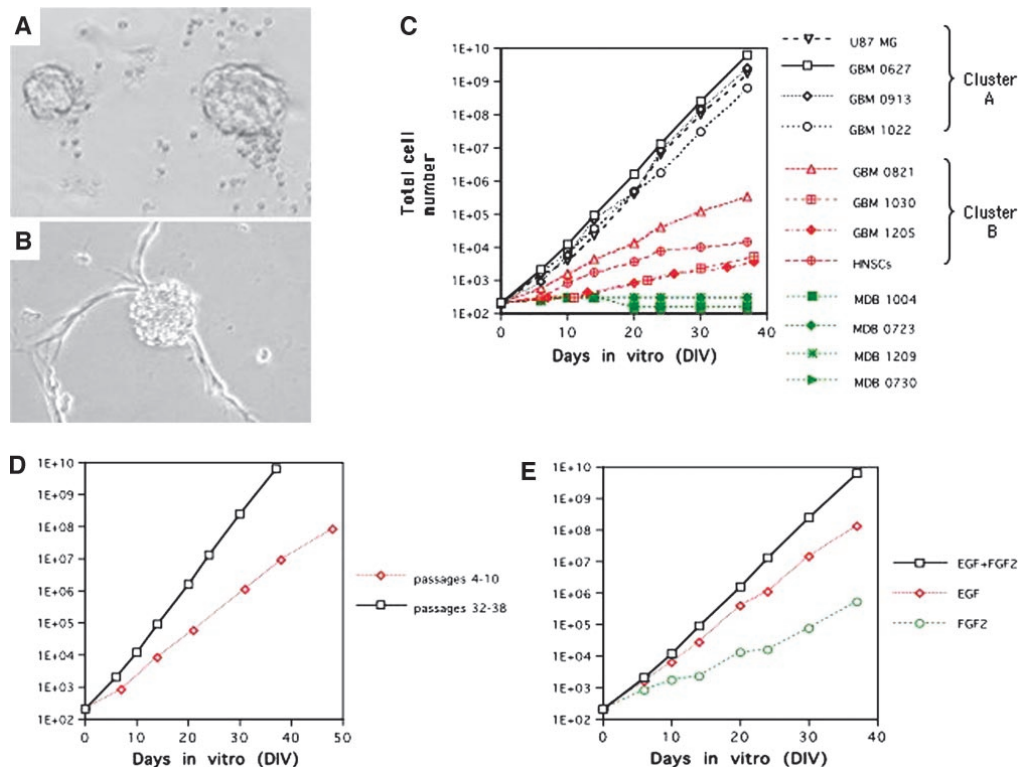 A
B
C
Total cell
number
1E+10
1E+09
1E+08
1E+07
1E+06
1E+05
1E+04
1E+03
1E+02
0
10
20
30
40
Days in vitro (DIV)
U87 MG
GBM 0627
GBM 0913
GBM 1022
Cluster
A
GBM 0821
GBM 1030
GBM 1205
HNSCs
Cluster
B
MDB 1004
MDB 0723
MDB 1209
MDB 0730
D
1E+10
1E+09
1E+08
1E+07
1E+06
1E+05
1E+04
1E+03
1E+02
0
10
20
30
40
50
Days in vitro (DIV)
passages 4-10
passages 32-38
E
1E+10
1E+09
1E+08
1E+07
1E+06
1E+05
1E+04
1E+03
1E+02
0
10
20
30
40
Days in vitro (DIV)
EGF+FGF2
EGF
FGF2